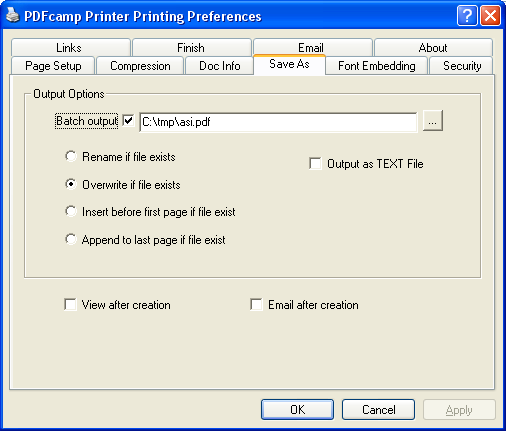 PDFcamp Printer Printing Preferences
Links Finish Email About
Page Setup Compression Doc Info Save As Font Embedding Security
Output Options
Batch output C:\tmp\asi.pdf ...
Rename if file exists
Output as TEXT File
Overwrite if file exists
Insert before first page if file exist
Append to last page if file exist
View after creation Email after creation
OK Cancel Apply